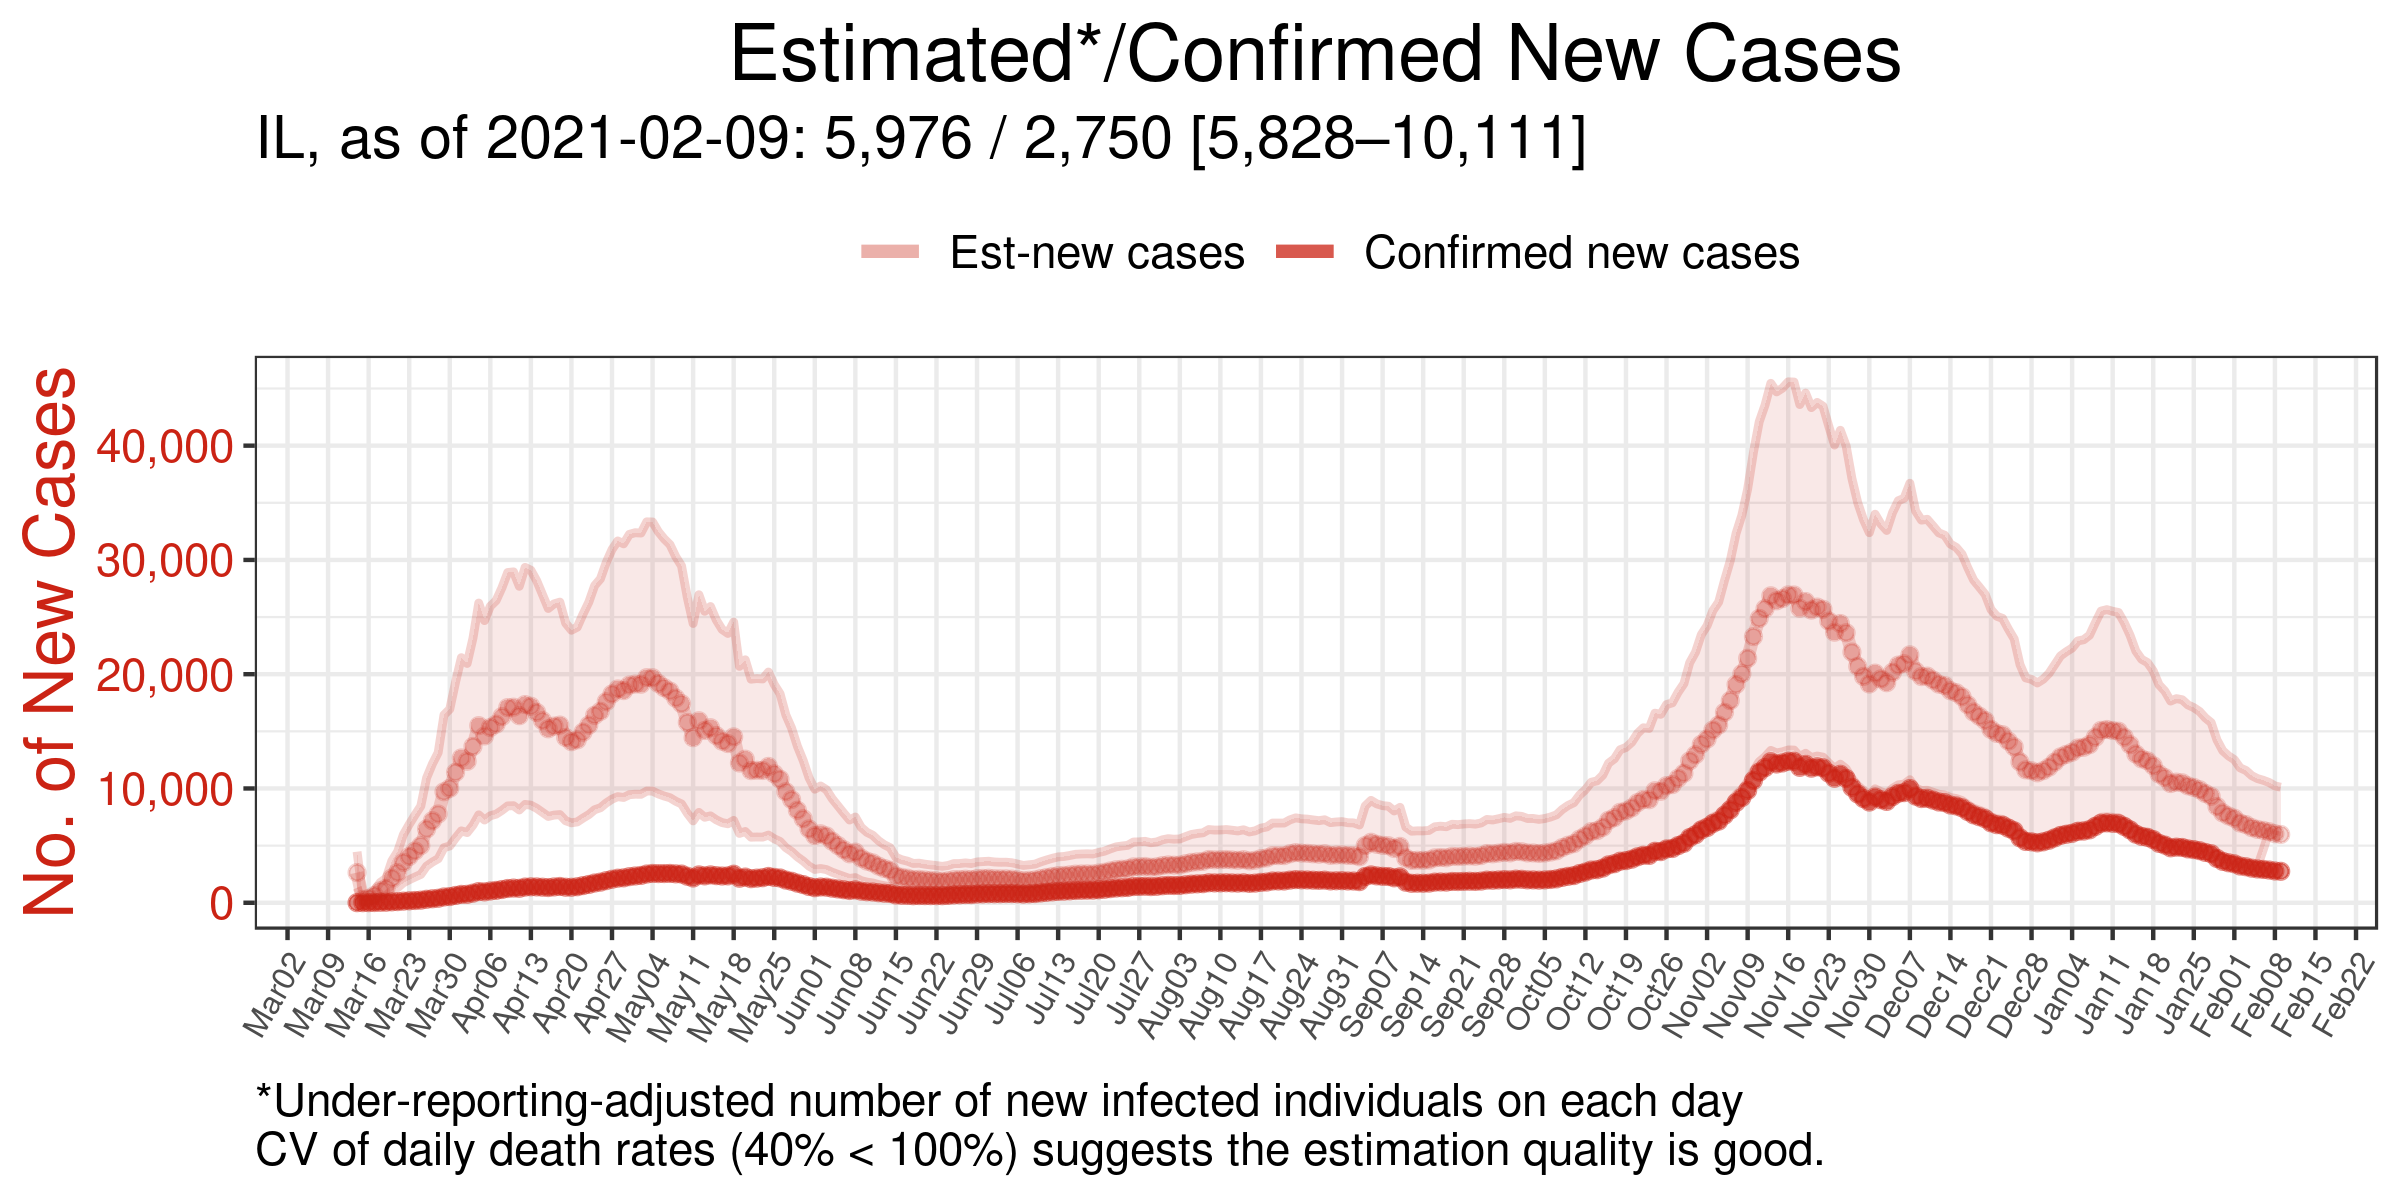 Estimated*/Confirmed New Cases
IL, as of 2021-02-09: 5,976 / 2,750 [5,828–10,111]
Est-new cases
Confirmed new cases
No. of New Cases
40,000
30,000
20,000
10,000
0
Mar02
Mar09
Mar16
Mar23
Mar30
Apr06
Apr13
Apr20
Apr27
May04
May11
May18
May25
Jun01
Jun08
Jun15
Jun22
Jun29
Jul06
Jul13
Jul20
Jul27
Aug03
Aug10
Aug17
Aug24
Aug31
Sep07
Sep14
Sep21
Sep28
Oct05
Oct12
Oct19
Oct26
Nov02
Nov09
Nov16
Nov23
Nov30
Dec07
Dec14
Dec21
Dec28
Jan04
Jan11
Jan18
Jan25
Feb01
Feb08
Feb15
Feb22
*Under-reporting-adjusted number of new infected individuals on each day
CV of daily death rates (40% < 100%) suggests the estimation quality is good.